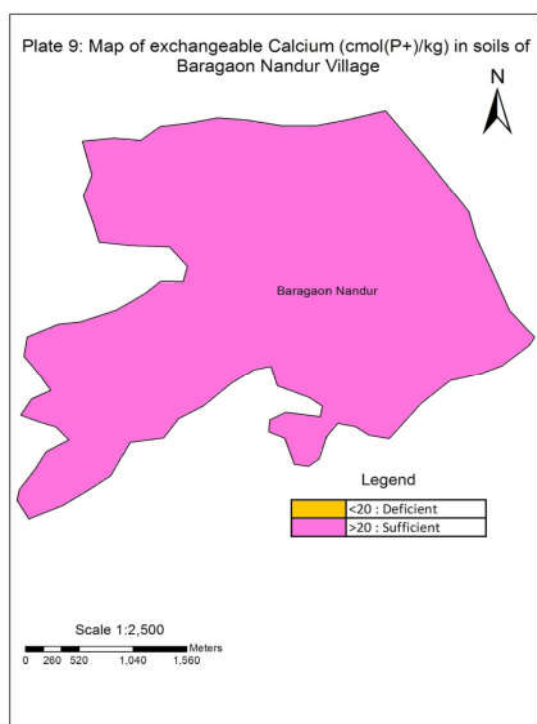 Plate 9: Map of exchangeable Calcium (cmol(P+)/kg) in soils of
Baragaon Nandur Village
N
Baragaon Nandur
Legend
<20 : Deficient
>20 : Sufficient
Scale 1:2,500
Meters
0 260 520 1,040 1,560